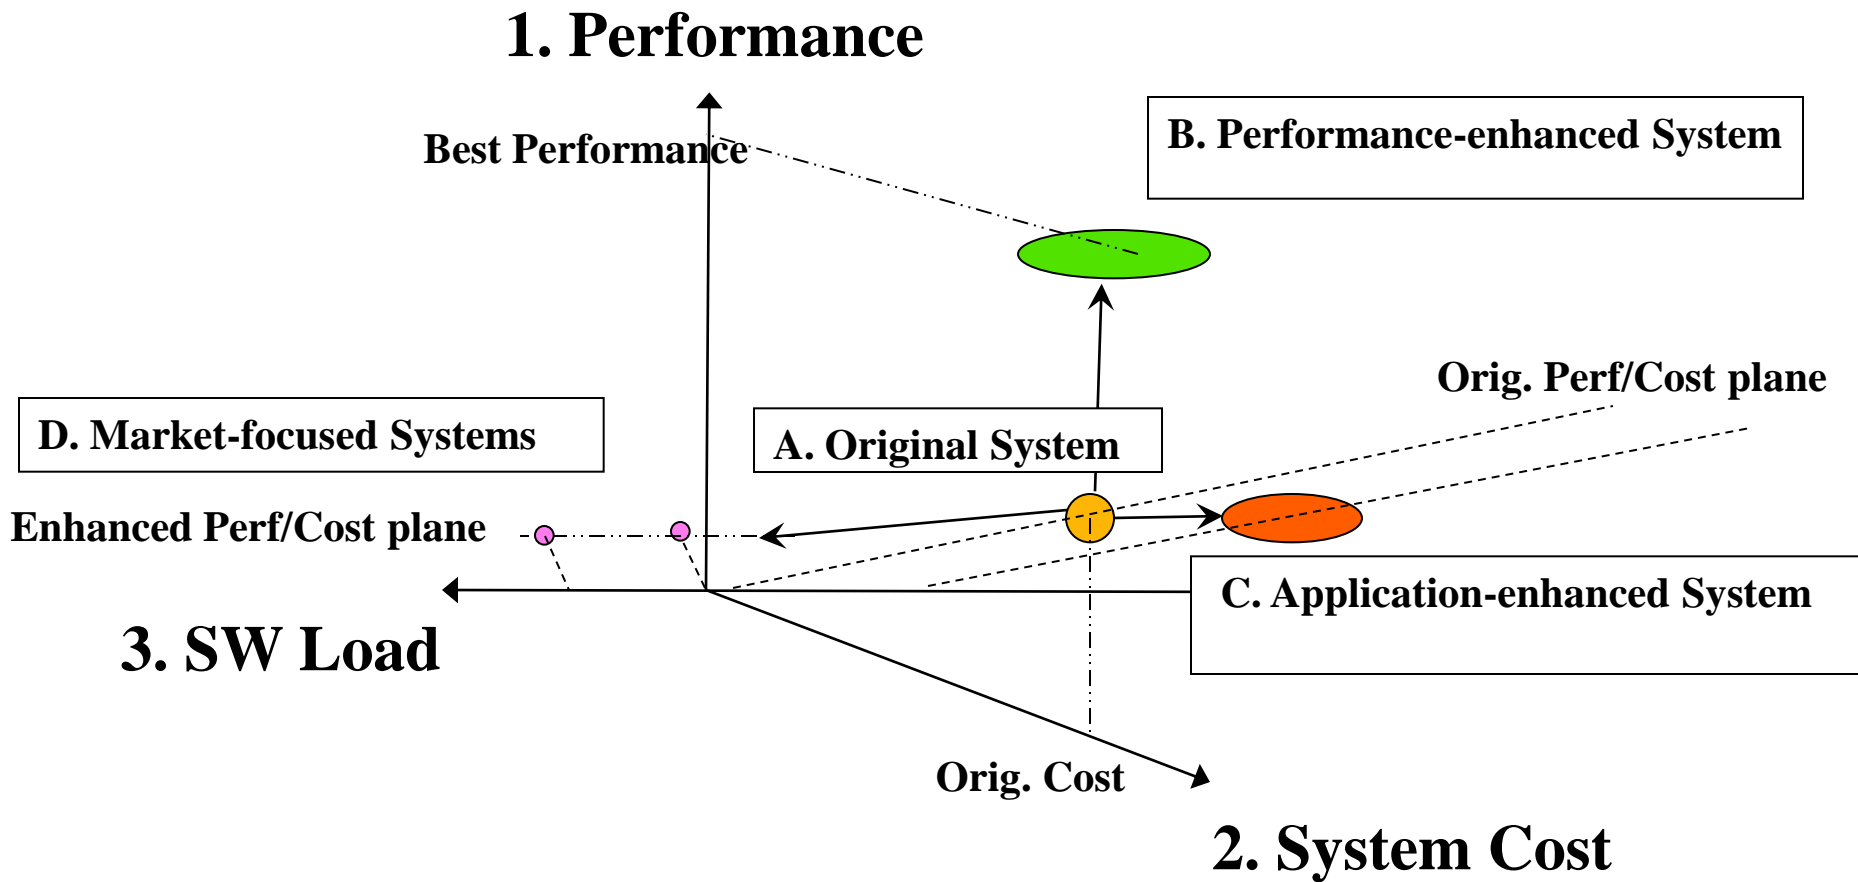 1. Performance
Best Performance
B. Performance-enhanced System
Orig. Perf/Cost plane
D. Market-focused Systems
A. Original System
Enhanced Perf/Cost plane
C. Application-enhanced System
3. SW Load
Orig. Cost
2. System Cost